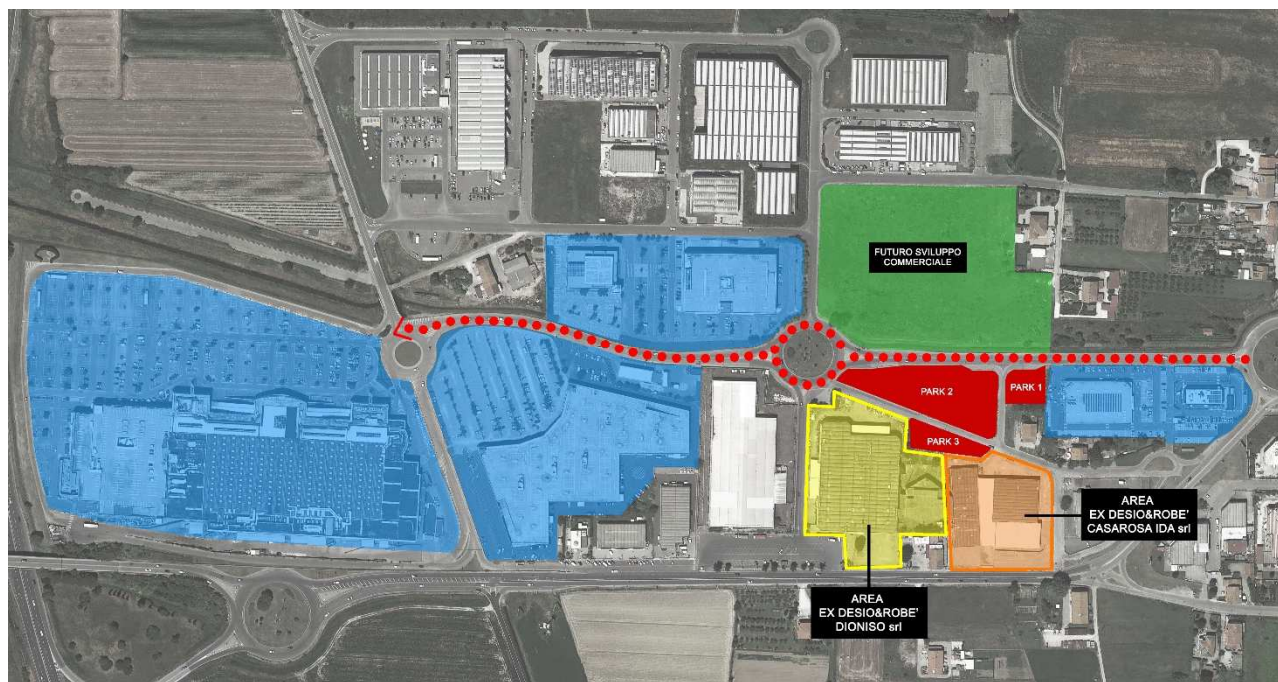 FUTURO SVILUPPO
COMMERCIALE
PARK 2
PARK 1
PARK 3
AREA
EX DESIO&ROBE'
CASAROSA IDA srl
AREA
EX DESIO&ROBE'
DIONISO srl